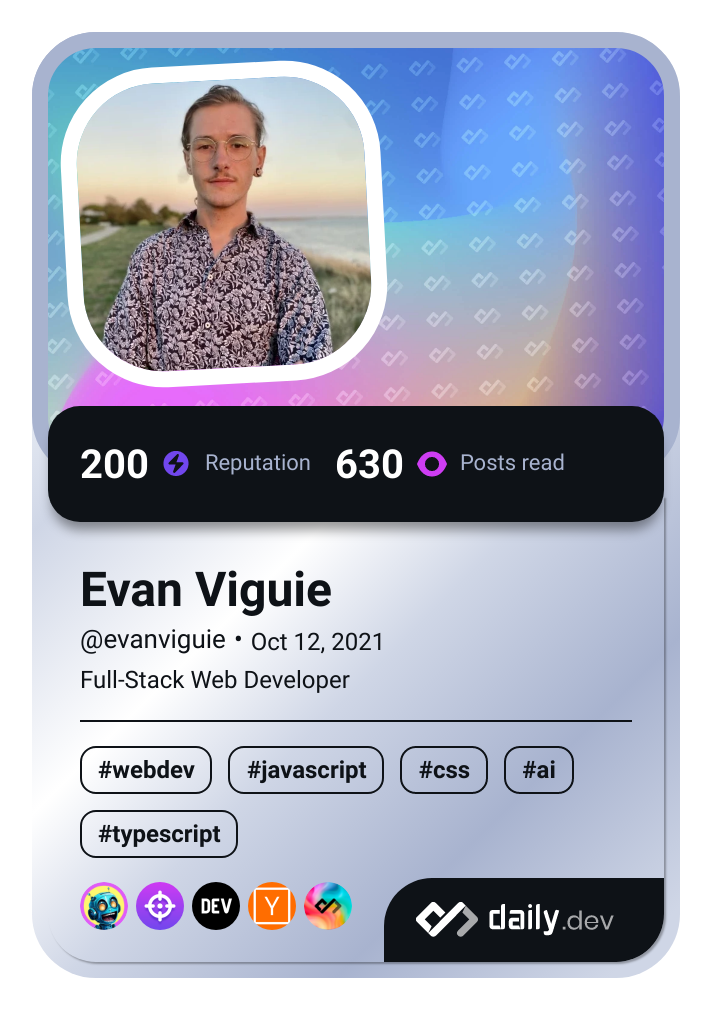 200 Reputation 630 Posts read
Evan Viguie
@evanviguie • Oct 12, 2021
Full-Stack Web Developer
#webdev #javascript #css #ai
#typescript
DEV Y daily.dev